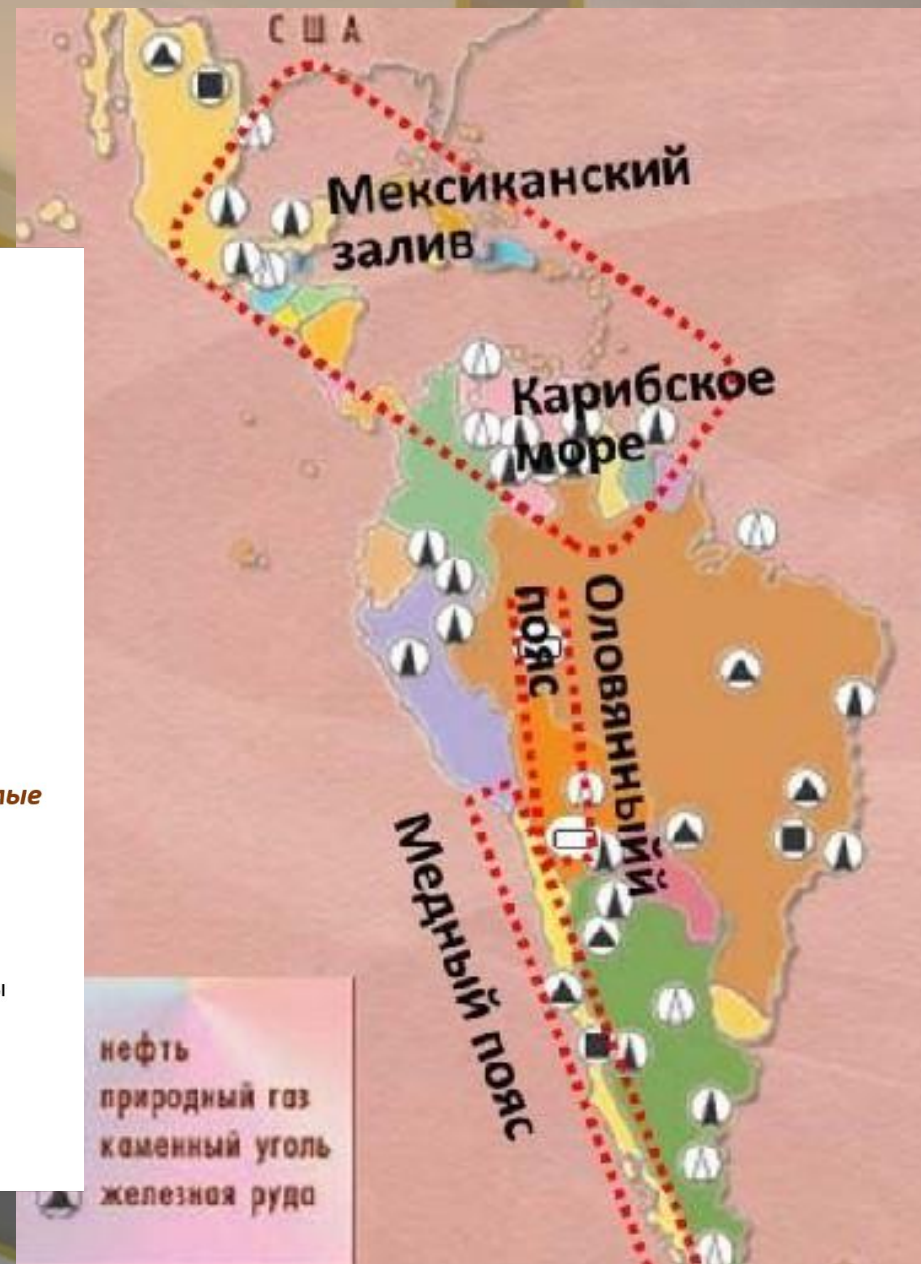 США
Мексиканский
залив
Карибское
море
Оловянный
пояс
Медный пояс
ы
нефть
природный газ
каменный уголь
железная руда